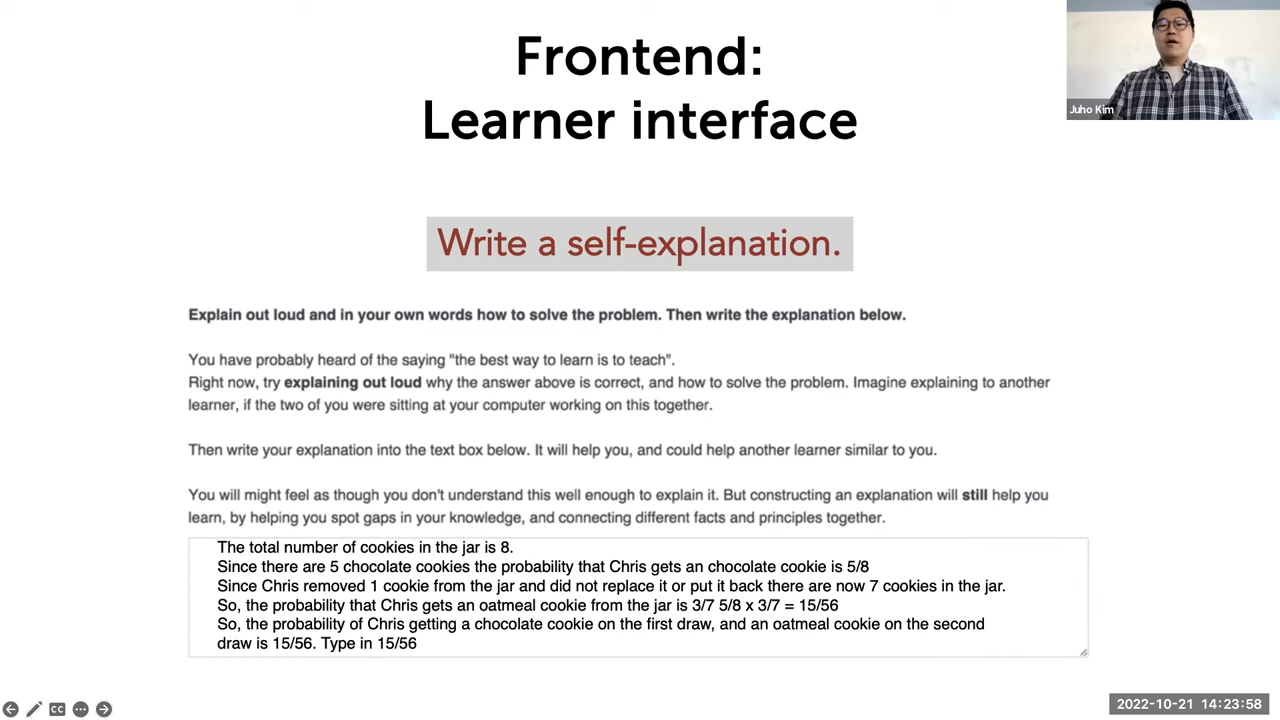 Frontend:
Learner interface
Juho Kim
Write a self-explanation.
Explain out loud and in your own words how to solve the problem. Then write the explanation below.
You have probably heard of the saying "the best way to learn is to teach".
Right now, try explaining out loud why the answer above is correct, and how to solve the problem. Imagine explaining to another
learner, if the two of you were sitting at your computer working on this together.
Then write your explanation into the text box below. It will help you, and could help another learner similar to you.
You will might feel as though you don't understand this well enough to explain it. But constructing an explanation will still help you
learn, by helping you spot gaps in your knowledge, and connecting different facts and principles together.
The total number of cookies in the jar is 8.
Since there are 5 chocolate cookies the probability that Chris gets an chocolate cookie is 5/8
Since Chris removed 1 cookie from the jar and did not replace it or put it back there are now 7 cookies in the jar.
So, the probability that Chris gets an oatmeal cookie from the jar is 3/7 5/8 x 3/7 = 15/56
So, the probability of Chris getting a chocolate cookie on the first draw, and an oatmeal cookie on the second
draw is 15/56. Type in 15/56
CC
2022-10-21 14:23:58